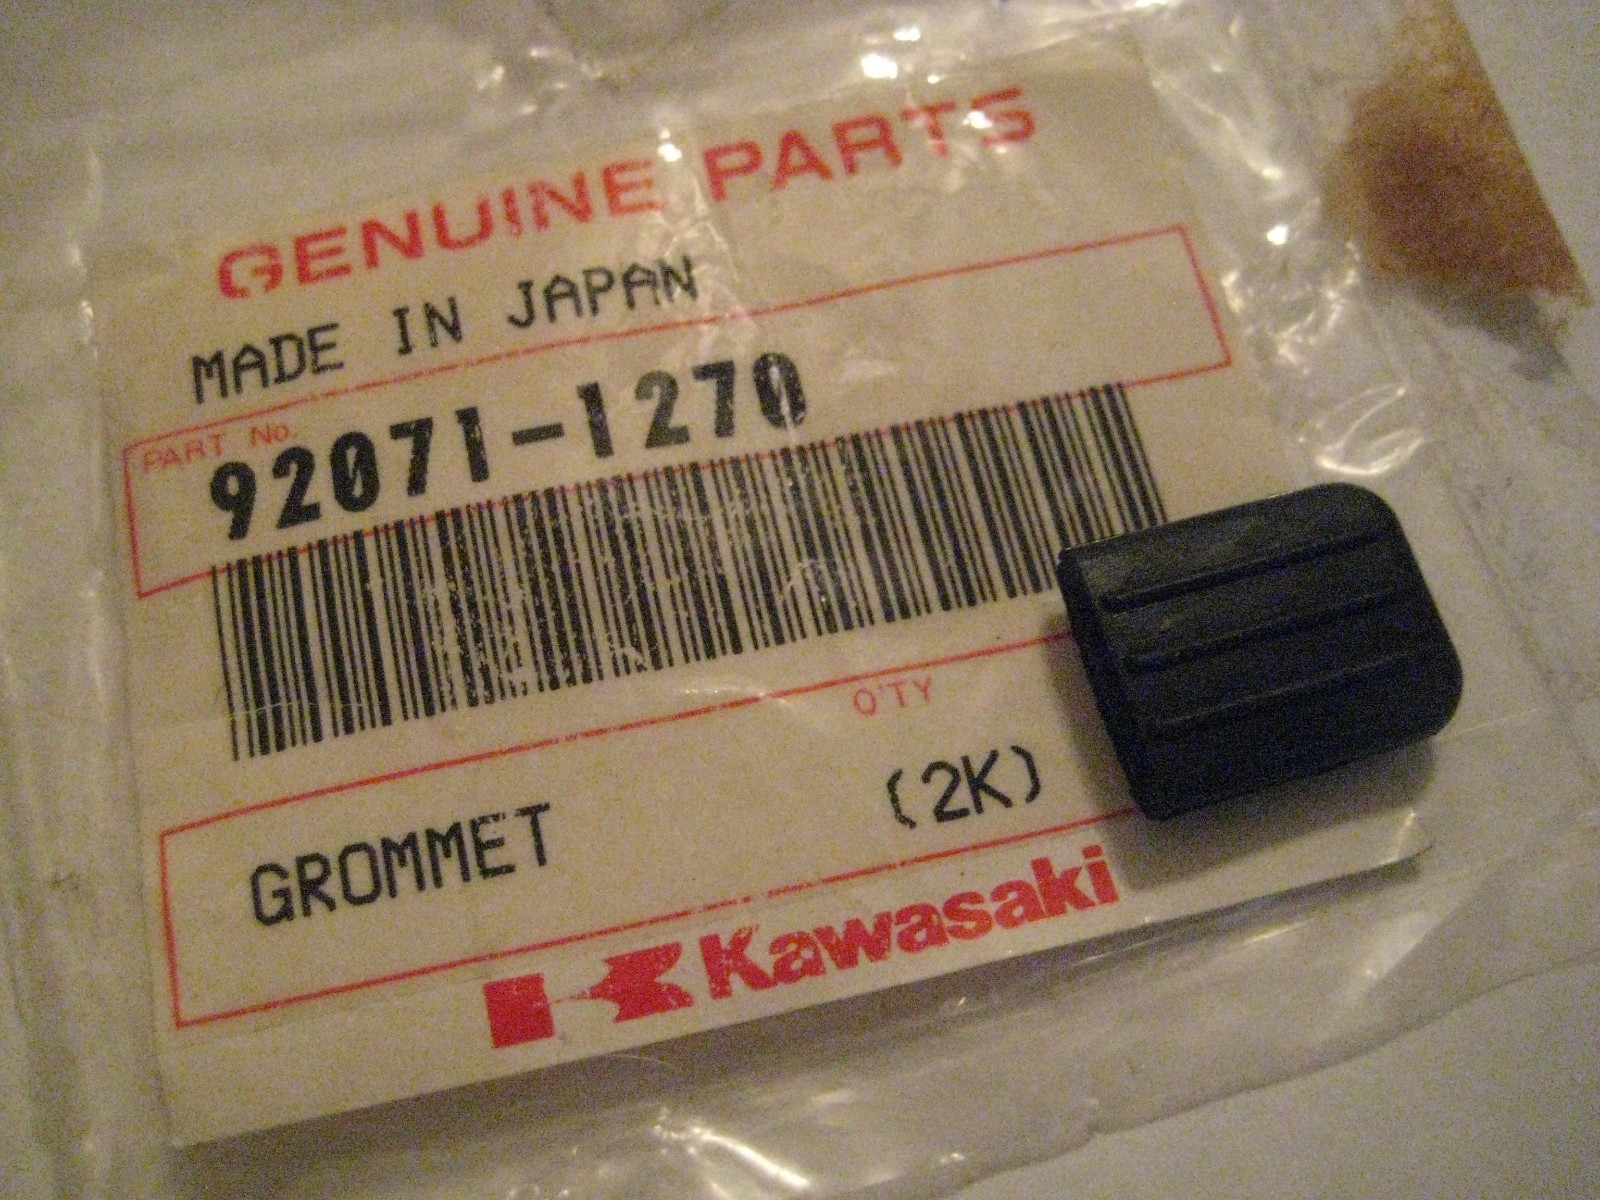 GENUINE PARTS
MADE IN JAPAN
PART No.
92071-1270
Q'TY
GROMMET (2K)
Kawasaki